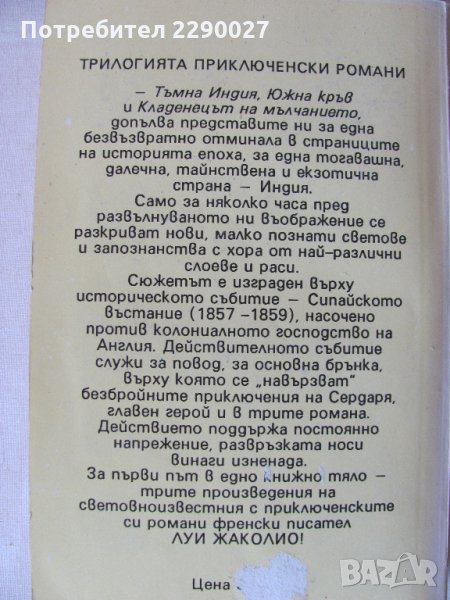 Потребител 2290027
ТРИЛОГИЯТА ПРИКЛЮЧЕНСКИ РОМАНИ
– Тъмна Индия, Южна кръв
и Кладенецът на мълчанието,
допълва представите ни за една
безвъзвратно отминала в страниците
на историята епоха, за една тогавашна,
далечна, тайнствена и екзотична
страна – Индия.
Само за няколко часа пред
развълнуваното ни въображение се
разкриват нови, малко познати светове
и запознанства с хора от най-различни
слоеве и раси.
Сюжетът е изграден върху
историческото събитие – Сипайското
въстание (1857 –1859), насочено
против колониалното господство на
Англия. Действителното събитие
служи за повод, за основна брънка,
върху която се „навързват“
безбройните приключения на Сердаря,
главен герой и в трите романа.
Действието поддържа постоянно
напрежение, развръзката носи
винаги изненада.
За първи път в едно книжно тяло –
трите произведения на
световноизвестния с приключенските
си романи френски писател
ЛУИ ЖАКОЛИО!
Цена
BAZAR